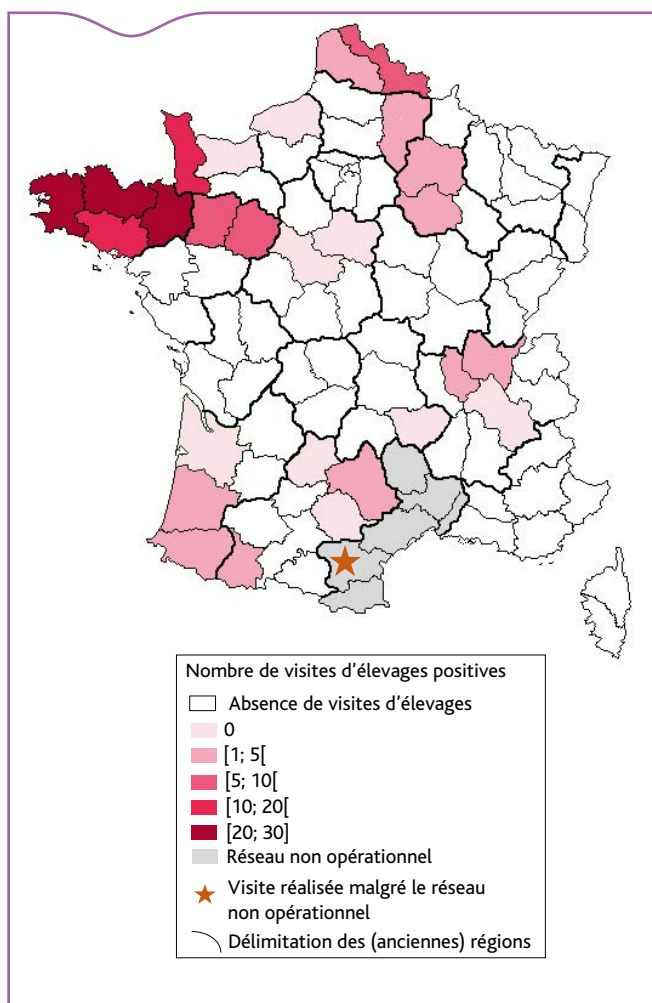 Nombre de visites d'élevages positives
Absence de visites d'élevages
0
[1; 5[
[5; 10[
[10; 20[
[20; 30]
Réseau non opérationnel
Visite réalisée malgré le réseau
non opérationnel
Délimitation des (anciennes) régions